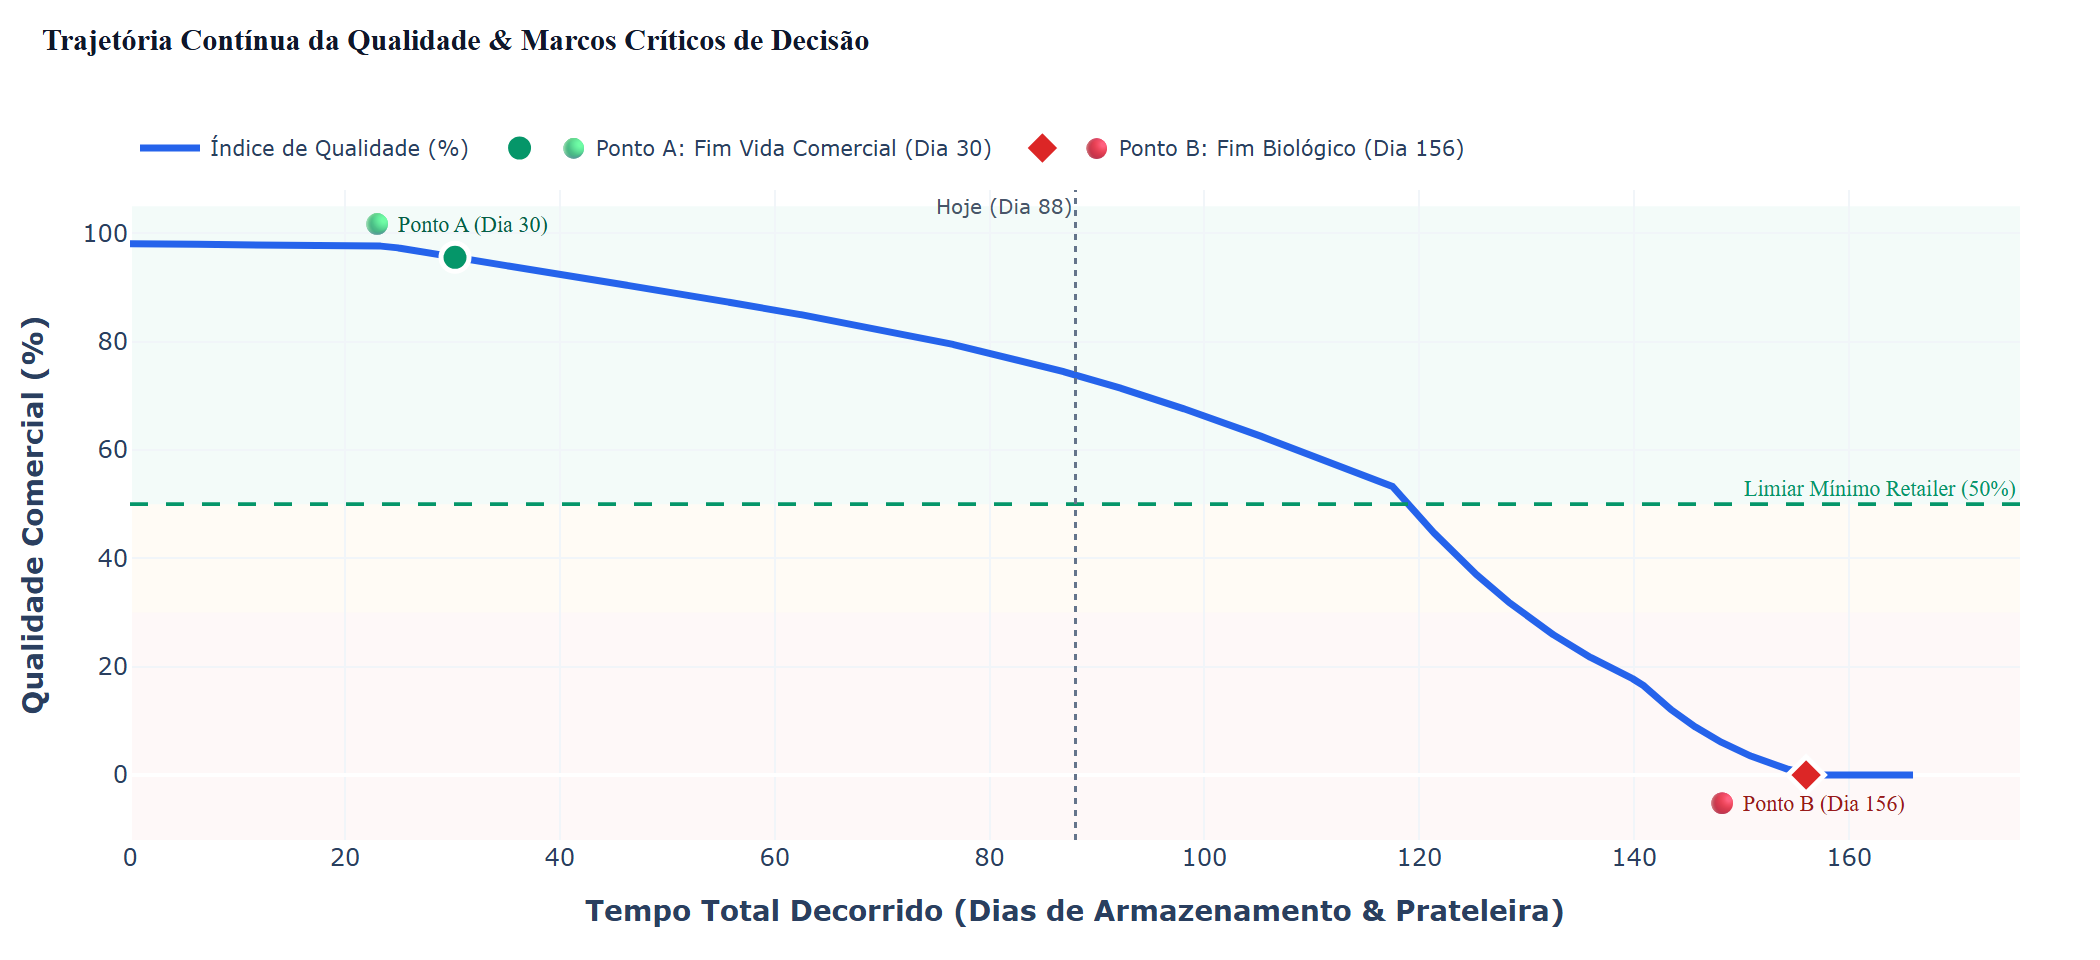 Trajetória Contínua da Qualidade & Marcos Críticos de Decisão
Índice de Qualidade (%)
Ponto A: Fim Vida Comercial (Dia 30)
Ponto B: Fim Biológico (Dia 156)
Hoje (Dia 88)
Ponto A (Dia 30)
Limiar Mínimo Retailer (50%)
Ponto B (Dia 156)
Qualidade Comercial (%)
100
80
60
40
20
0
0 20 40 60 80 100 120 140 160
Tempo Total Decorrido (Dias de Armazenamento & Prateleira)